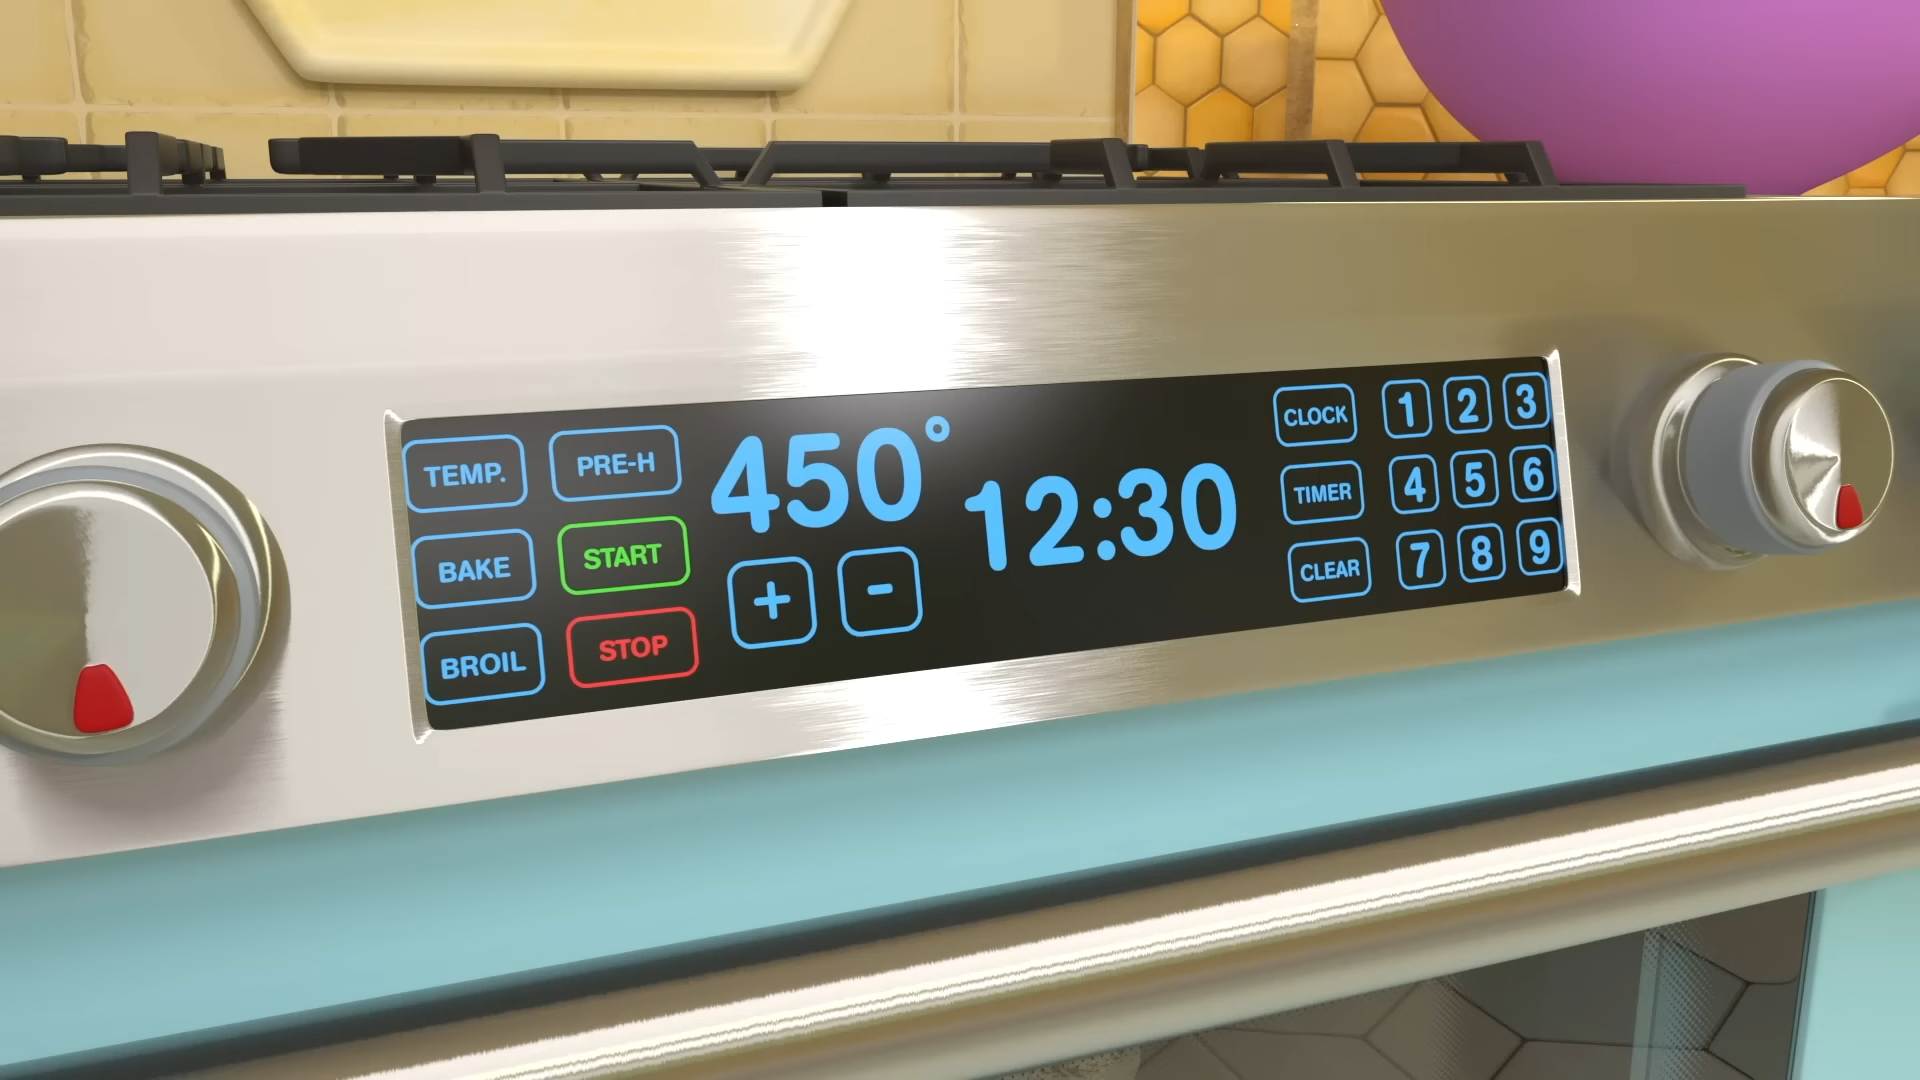 TEMP. PRE-H
BAKE START
BROIL STOP
450°
+ -
12:30
CLOCK 1 2 3
TIMER 4 5 6
CLEAR 7 8 9